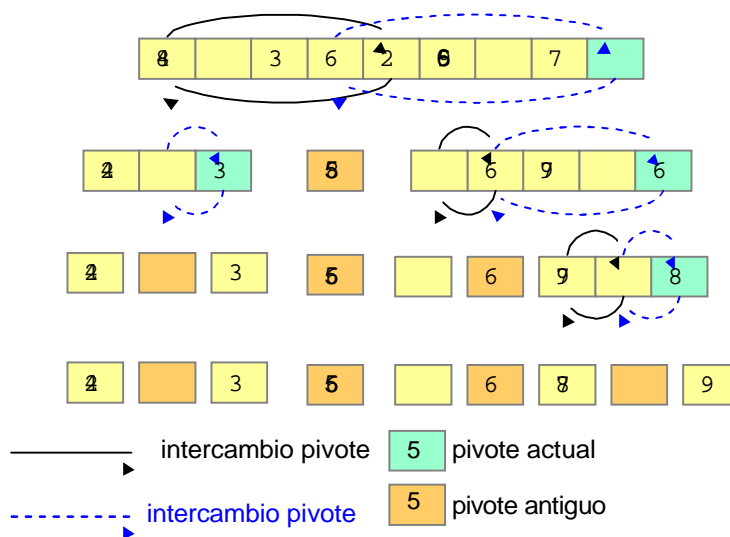 3 6 2 7
3 6 6
3 6 8
3 6 9
intercambio pivote 5 pivote actual
intercambio pivote 5 pivote antiguo